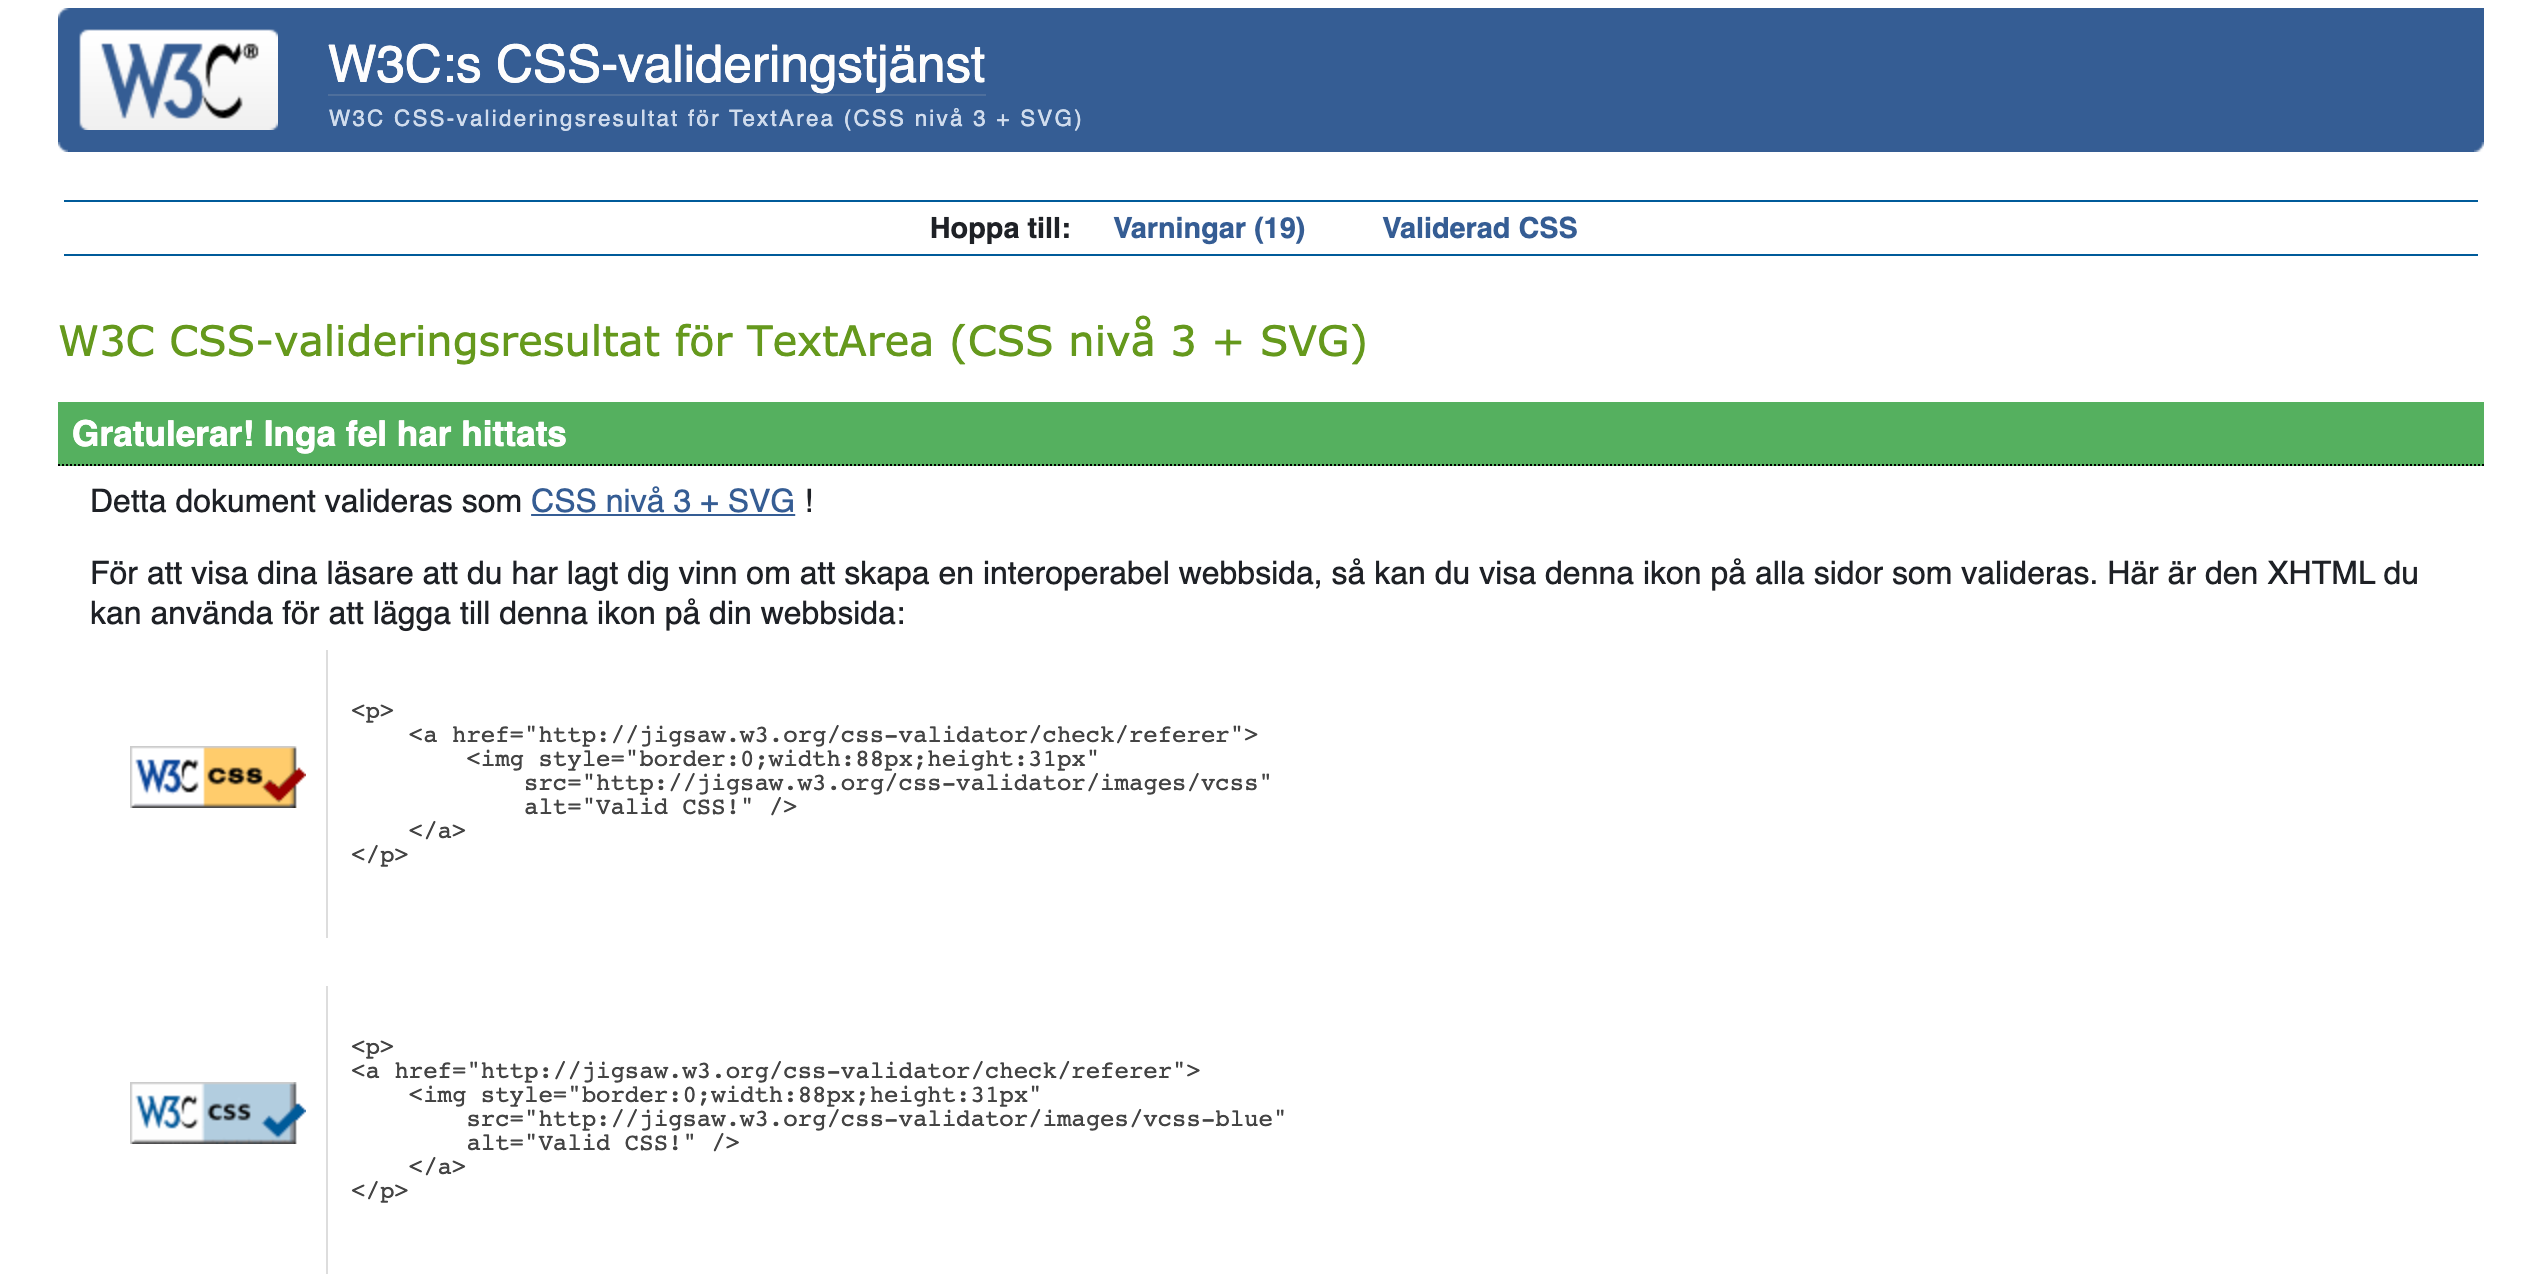 W3C®
W3C:s CSS-valideringstjänst
W3C CSS-valideringsresultat för TextArea (CSS nivå 3 + SVG)
Hoppa till: Varningar (19) Validerad CSS
W3C CSS-valideringsresultat för TextArea (CSS nivå 3 + SVG)
Gratulerar! Inga fel har hittats
Detta dokument valideras som CSS nivå 3 + SVG !
För att visa dina läsare att du har lagt dig vinn om att skapa en interoperabel webbsida, så kan du visa denna ikon på alla sidor som valideras. Här är den XHTML du
kan använda för att lägga till denna ikon på din webbsida:
W3C css
<p>
    <a href="http://jigsaw.w3.org/css-validator/check/referer">
        <img style="border:0;width:88px;height:31px"
            src="http://jigsaw.w3.org/css-validator/images/vcss"
            alt="Valid CSS!" />
    </a>
</p>
W3C css
<p>
<a href="http://jigsaw.w3.org/css-validator/check/referer">
    <img style="border:0;width:88px;height:31px"
        src="http://jigsaw.w3.org/css-validator/images/vcss-blue"
        alt="Valid CSS!" />
    </a>
</p>